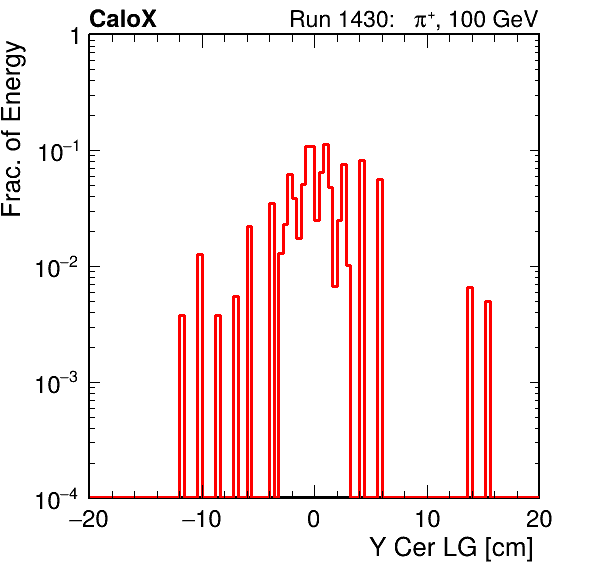 CaloX Run 1430: π⁺, 100 GeV
Frac. of Energy
1
10⁻¹
10⁻²
10⁻³
10⁻⁴
−20 −10 0 10 20
Y Cer LG [cm]